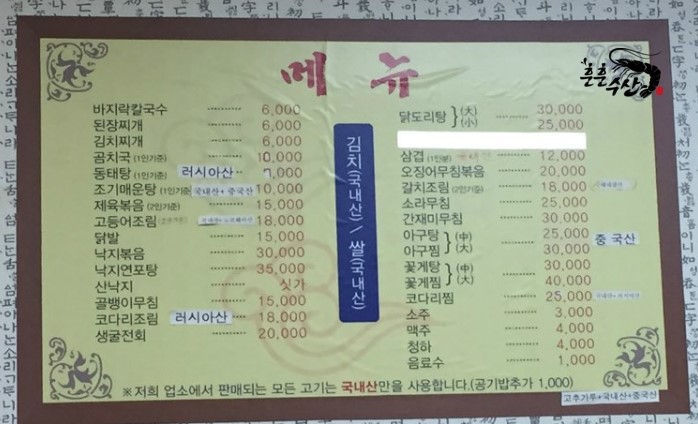 메뉴
훈훈수산
바지락칼국수 6,000
된장찌개 6,000
김치찌개 6,000
곰치국 (1인기준) 10,000
동태탕 (1인기준) 러시아산 ,000
조기매운탕 (1인기준) 국내산+중국산 10,000
제육볶음 (2인기준) 15,000
고등어조림 18,000
닭발 15,000
낙지볶음 30,000
낙지연포탕 35,000
산낙지 싯가
골뱅이무침 15,000
코다리조림 러시아산 18,000
생굴전회 20,000
김치(국내산) / 쌀(국내산)
닭도리탕 (大) 30,000
(小) 25,000
삼겹 (1인분) 12,000
오징어무침볶음 20,000
갈치조림 (2인기준) 18,000
소라무침 25,000
간재미무침 30,000
아구탕 (中) 25,000 중국산
아구찜 (大) 30,000
꽃게탕 (中) 30,000
꽃게찜 (大) 40,000
코다리찜 25,000
소주 3,000
맥주 4,000
청하 4,000
음료수 1,000
※저희 업소에서 판매되는 모든 고기는 국내산만을 사용합니다.(공기밥추가 1,000)
고추가루+국내산+중국산